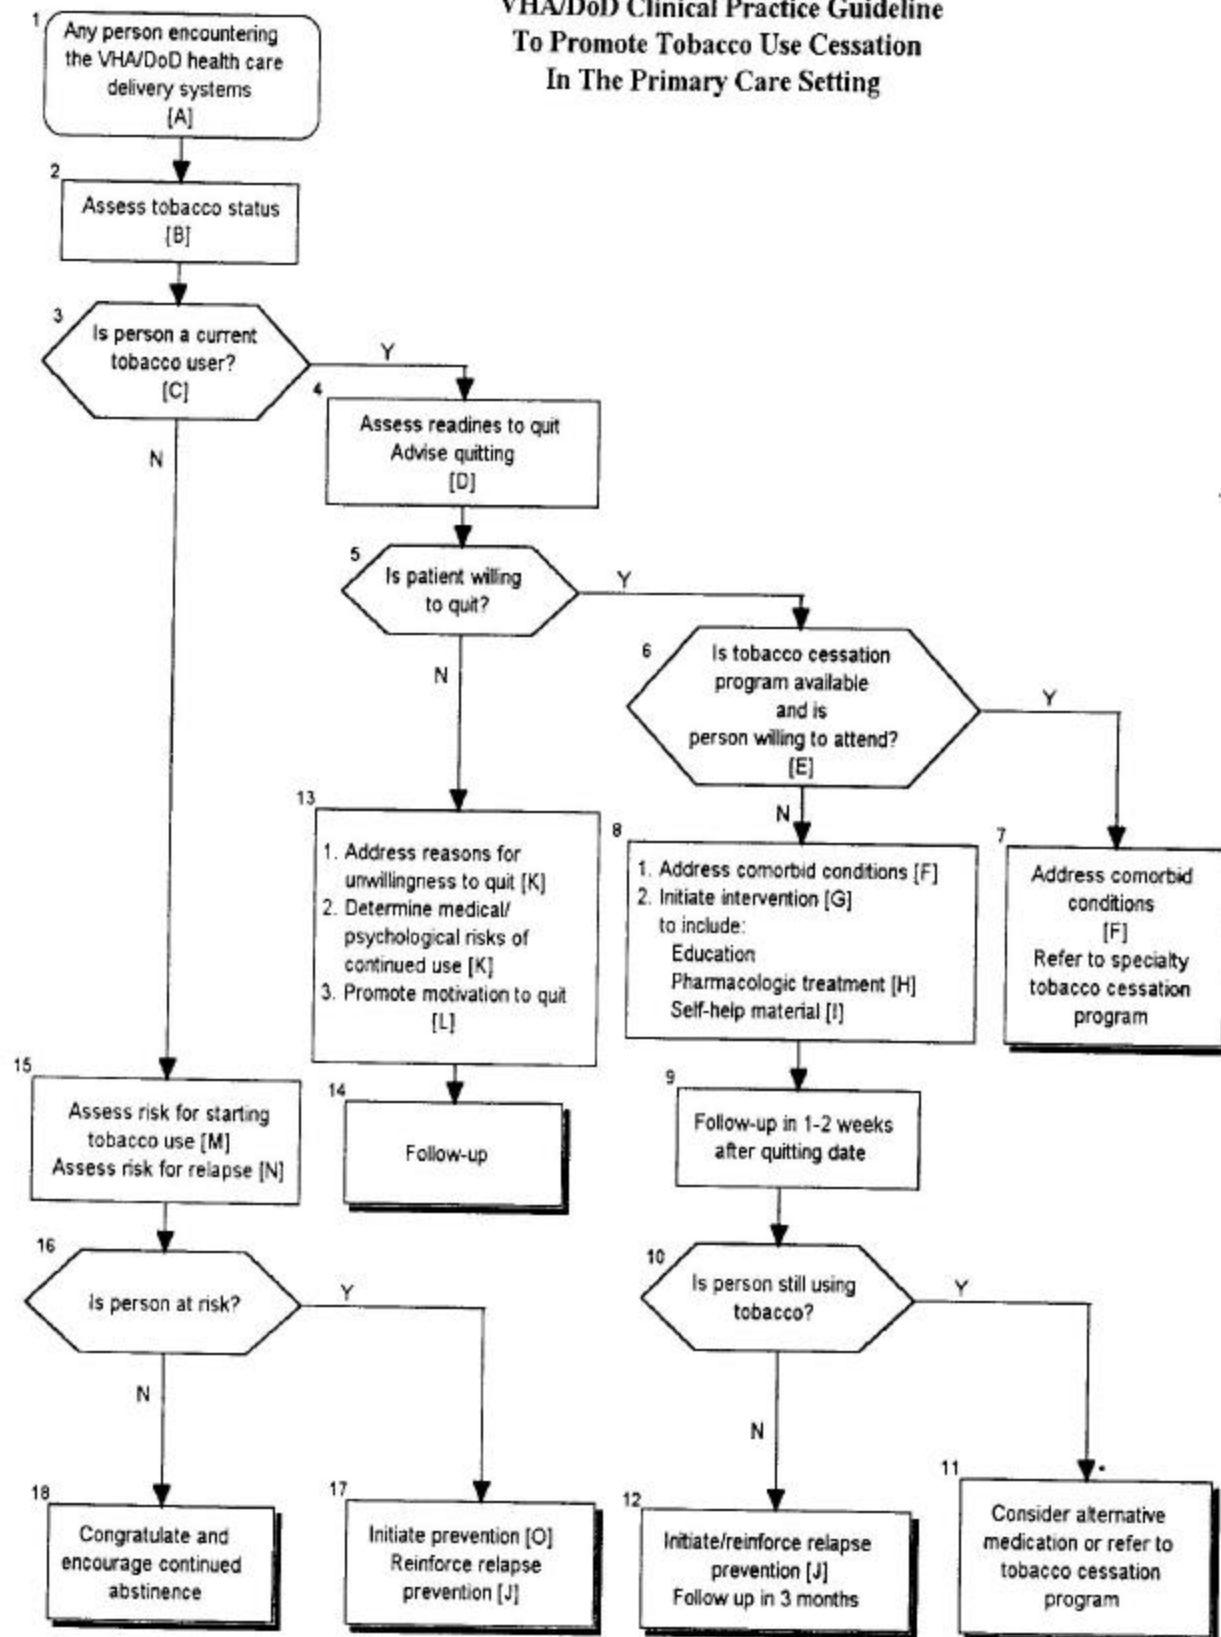 VHA/DoD Clinical Practice Guideline
To Promote Tobacco Use Cessation
In The Primary Care Setting
1
Any person encountering
the VHA/DoD health care
delivery systems
[A]
2
Assess tobacco status
[B]
3
Is person a current
tobacco user?
[C]
Y
N
4
Assess readines to quit
Advise quitting
[D]
5
Is patient willing
to quit?
Y
N
6
Is tobacco cessation
program available
and is
person willing to attend?
[E]
Y
N
7
Address comorbid
conditions
[F]
Refer to specialty
tobacco cessation
program
8
1. Address comorbid conditions [F]
2. Initiate intervention [G]
to include:
Education
Pharmacologic treatment [H]
Self-help material [I]
9
Follow-up in 1-2 weeks
after quitting date
10
Is person still using
tobacco?
Y
N
11
Consider alternative
medication or refer to
tobacco cessation
program
12
Initiate/reinforce relapse
prevention [J]
Follow up in 3 months
13
1. Address reasons for
unwillingness to quit [K]
2. Determine medical/
psychological risks of
continued use [K]
3. Promote motivation to quit
[L]
14
Follow-up
15
Assess risk for starting
tobacco use [M]
Assess risk for relapse [N]
16
Is person at risk?
Y
N
17
Initiate prevention [O]
Reinforce relapse
prevention [J]
18
Congratulate and
encourage continued
abstinence